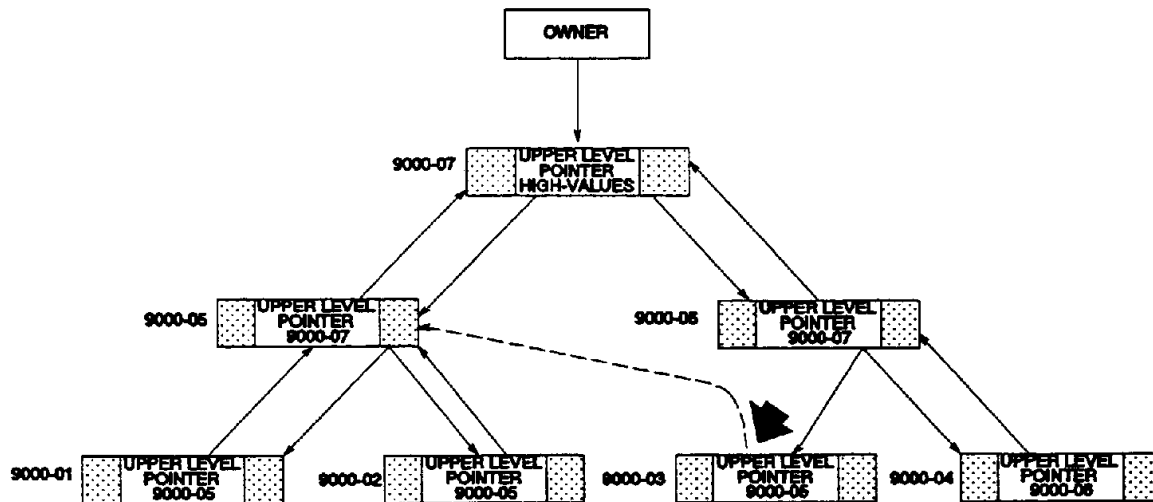 OWNER
9000-07
UPPER LEVEL
POINTER
HIGH-VALUES
9000-05
UPPER LEVEL
POINTER
9000-07
9000-06
UPPER LEVEL
POINTER
9000-07
9000-01
UPPER LEVEL
POINTER
9000-05
9000-02
UPPER LEVEL
POINTER
9000-05
9000-03
UPPER LEVEL
POINTER
9000-05
9000-04
UPPER LEVEL
POINTER
9000-06